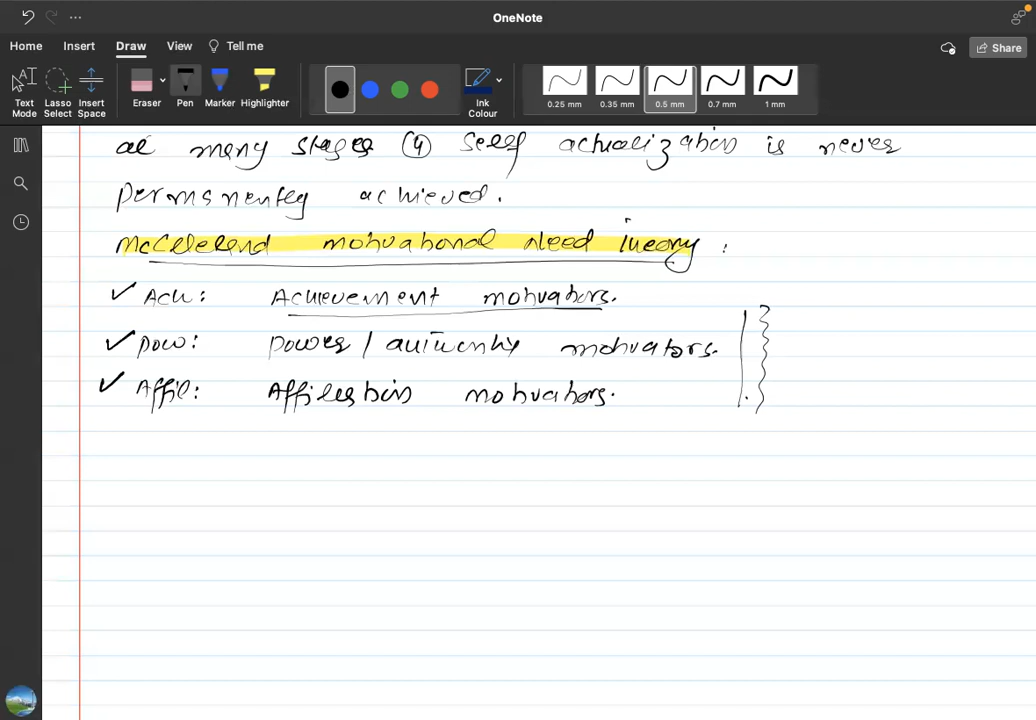 OneNote
Home Insert Draw View Tell me
Share
Text Mode
Lasso Select
Insert Space
Eraser
Pen
Marker
Highlighter
Ink Colour
0.25 mm
0.35 mm
0.5 mm
0.7 mm
1 mm
at many stages (4) self actualization is never
permanently achieved.
McClelland motivational need theory :
✓ Ach: Achievement motivators.
✓ pow: power / authority motivators.
✓ Affil: Affiliation motivators.